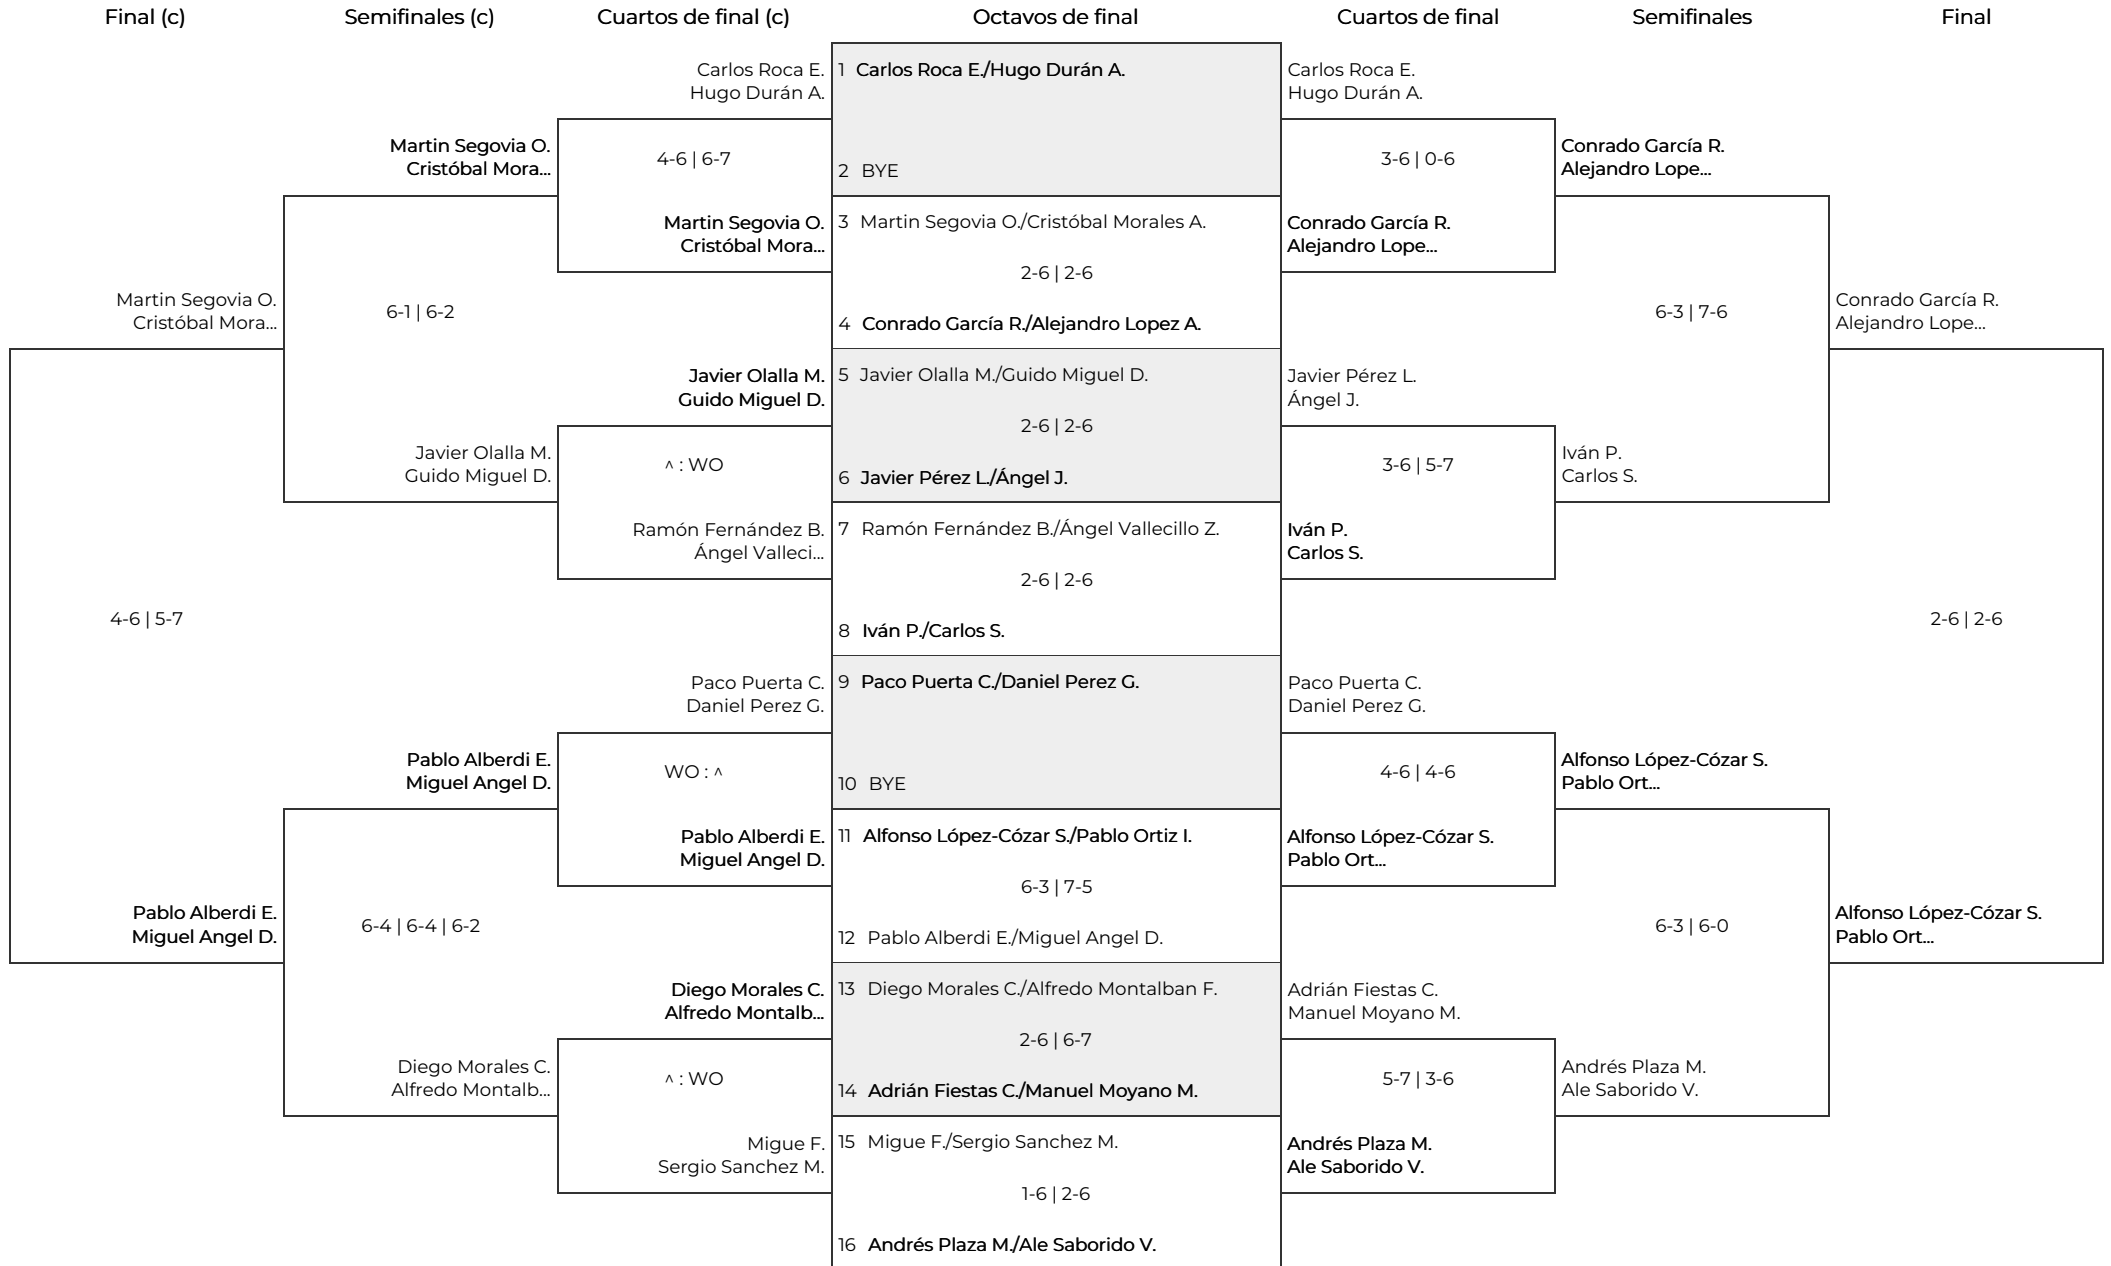 Final (c)
Semifinales (c)
Cuartos de final (c)
Octavos de final
Cuartos de final
Semifinales
Final
Martin Segovia O.
Cristóbal Mora...
4-6 | 5-7
Pablo Alberdi E.
Miguel Angel D.
Martin Segovia O.
Cristóbal Mora...
6-1 | 6-2
Javier Olalla M.
Guido Miguel D.
Pablo Alberdi E.
Miguel Angel D.
6-4 | 6-4 | 6-2
Diego Morales C.
Alfredo Montalb...
Carlos Roca E.
Hugo Durán A.
4-6 | 6-7
Martin Segovia O.
Cristóbal Mora...
Javier Olalla M.
Guido Miguel D.
^ : WO
Ramón Fernández B.
Ángel Valleci...
Paco Puerta C.
Daniel Perez G.
WO : ^
Pablo Alberdi E.
Miguel Angel D.
Diego Morales C.
Alfredo Montalb...
^ : WO
Migue F.
Sergio Sanchez M.
1 Carlos Roca E./Hugo Durán A.
2 BYE
3 Martin Segovia O./Cristóbal Morales A.
2-6 | 2-6
4 Conrado García R./Alejandro Lopez A.
5 Javier Olalla M./Guido Miguel D.
2-6 | 2-6
6 Javier Pérez L./Ángel J.
7 Ramón Fernández B./Ángel Vallecillo Z.
2-6 | 2-6
8 Iván P./Carlos S.
9 Paco Puerta C./Daniel Perez G.
10 BYE
11 Alfonso López-Cózar S./Pablo Ortiz I.
6-3 | 7-5
12 Pablo Alberdi E./Miguel Angel D.
13 Diego Morales C./Alfredo Montalban F.
2-6 | 6-7
14 Adrián Fiestas C./Manuel Moyano M.
15 Migue F./Sergio Sanchez M.
1-6 | 2-6
16 Andrés Plaza M./Ale Saborido V.
Carlos Roca E.
Hugo Durán A.
3-6 | 0-6
Conrado García R.
Alejandro Lope...
Javier Pérez L.
Ángel J.
3-6 | 5-7
Iván P.
Carlos S.
Paco Puerta C.
Daniel Perez G.
4-6 | 4-6
Alfonso López-Cózar S.
Pablo Ort...
Adrián Fiestas C.
Manuel Moyano M.
5-7 | 3-6
Andrés Plaza M.
Ale Saborido V.
Conrado García R.
Alejandro Lope...
6-3 | 7-6
Iván P.
Carlos S.
Alfonso López-Cózar S.
Pablo Ort...
6-3 | 6-0
Andrés Plaza M.
Ale Saborido V.
Conrado García R.
Alejandro Lope...
2-6 | 2-6
Alfonso López-Cózar S.
Pablo Ort...